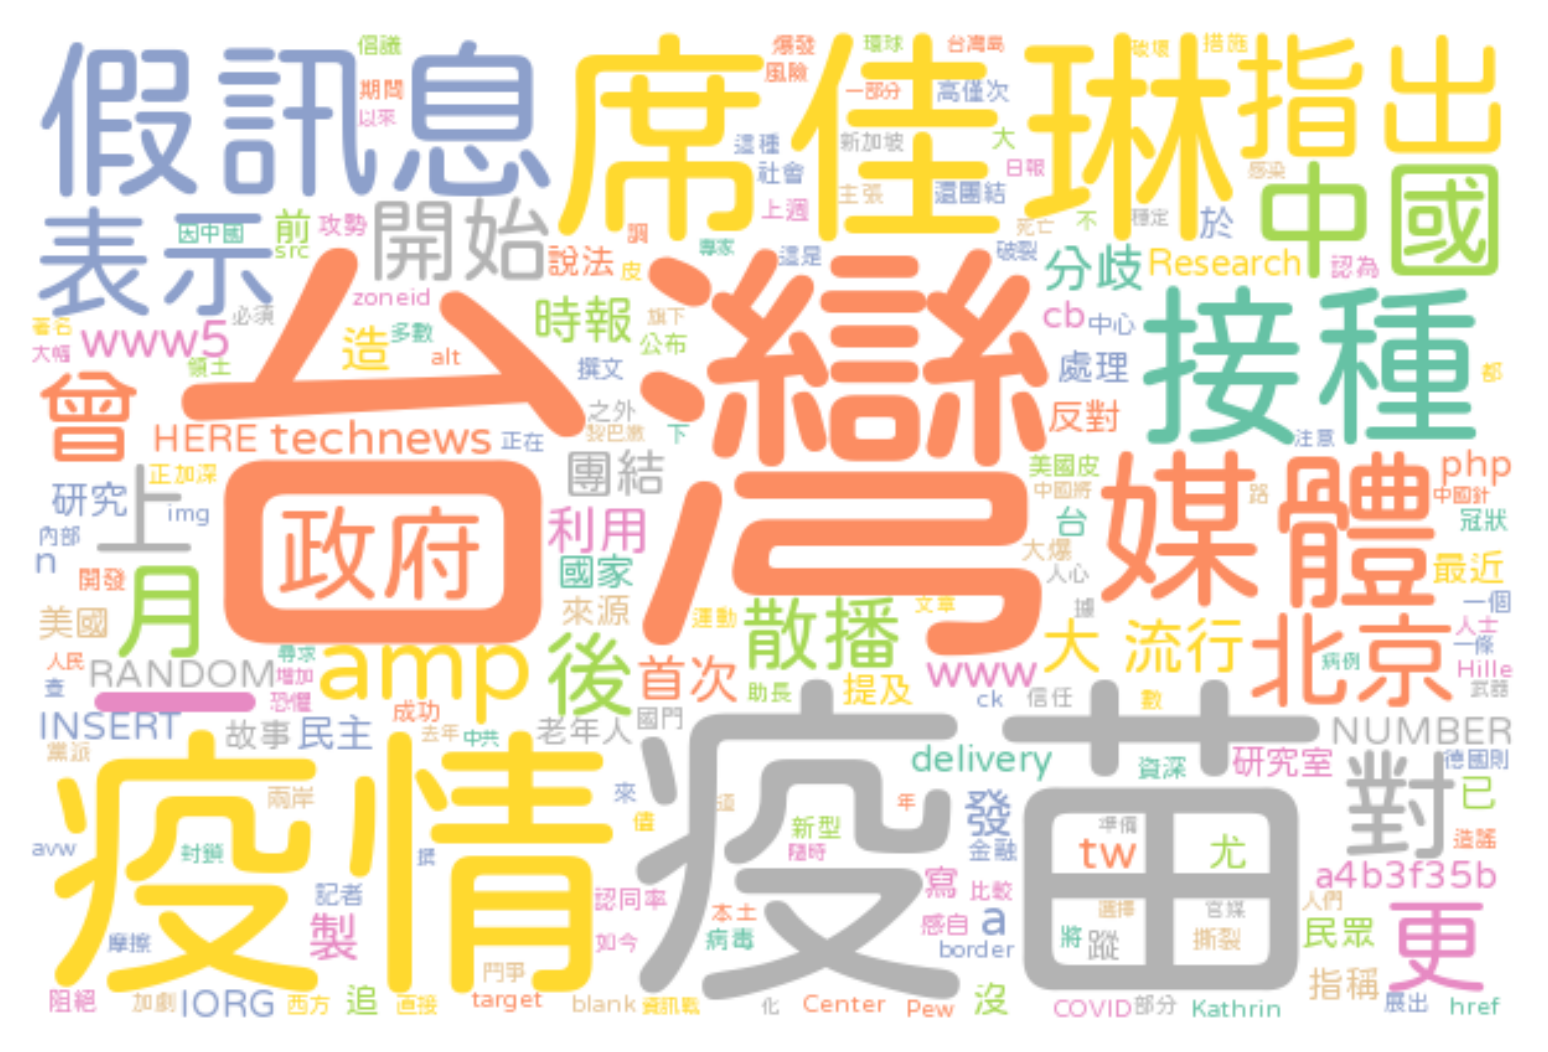 假訊息
倡議
期間
以來
席佳琳
爆發
風險
環球
一部分
台灣島
高僅次
破壞
措施
指出
這種
社會
上週
新加坡
主張
大
日報
還團結
感染
中國
表示
因中國
前
src
攻勢
開始
調
說法
皮
專家
這是
死亡
不
穩定
於
破裂
分歧
Research
認為
著名
大幅
www5
必須
領土
zoneid
造
多數
alt
台灣
時報
旗下
公布
撰文
之外
黎巴嫩
下
cb
中心
處理
反對
接種
都
注意
曾
HERE
technews
正在
正加深
研究
上
img
內部
n
開發
政府
團結
利用
國家
來源
美國皮
中國將
台
大爆
人心
據
媒體
路
php
中國針
冠狀
最近
一個
美國
月
人民
查
RANDOM
尋求
增加
恐懼
一
amp
後
首次
運動
散播
文章
助長
提及
www
大
流行
北京
病例
人士
一條
Hille
武器
INSERT
故事
民主
成功
去年
中共
老年人
國門
ck
信任
數
NUMBER
黨派
疫情
疫苗
兩岸
封鎖
avw
摩擦
記者
製
撰
來
值
道
新型
隨時
年
delivery
發
金融
資深
研究室
對
德國則
已
造謠
準備
tw
尤
選擇
官媒
將
蹤
撕裂
a4b3f35b
人們
民眾
更
認同率
如今
本土
病毒
寫
比較
感自
a
border
鬥爭
指稱
阻絕
加劇
IORG
西方
追
直接
target
blank
資訊戰
化
Center
Pew
沒
COVID
部分
Kathrin
展出
href